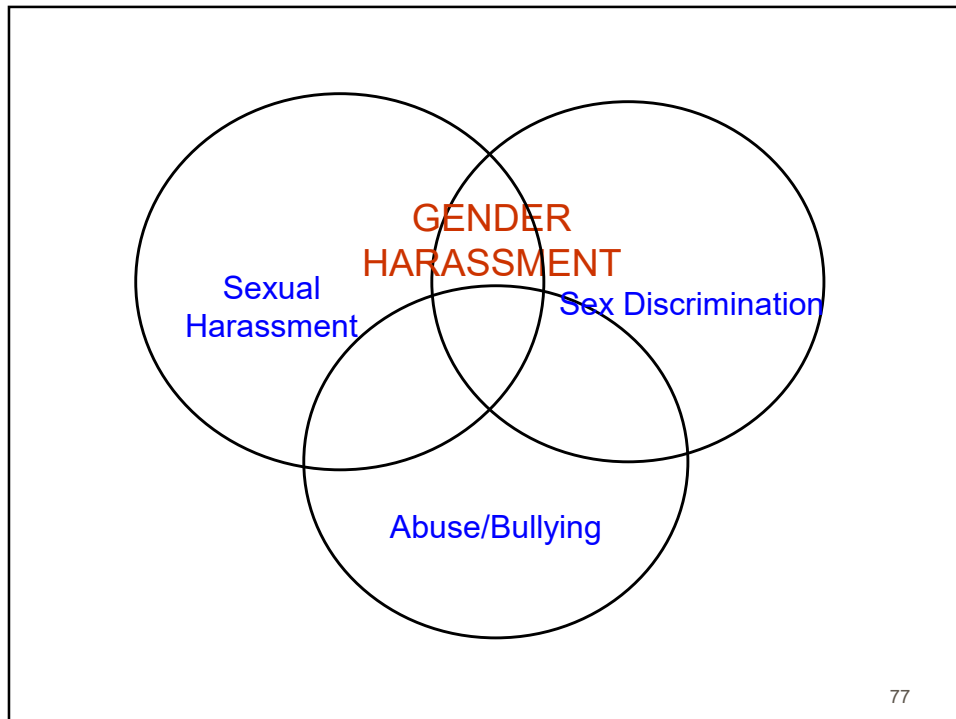 GENDER
HARASSMENT
Sexual
Harassment
Sex Discrimination
Abuse/Bullying
77